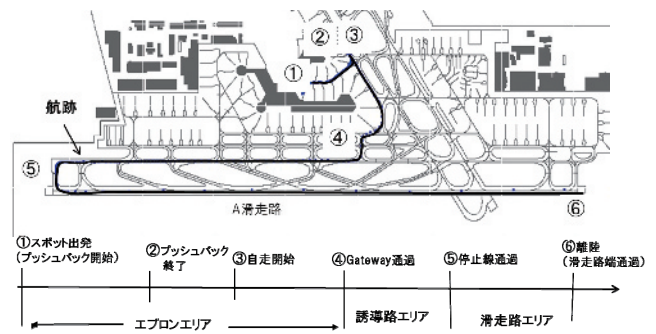 ② ③
①
航跡
④
⑤
A滑走路
⑥
①スポット出発
(プッシュバック開始)
②プッシュバック
終了
③自走開始
④Gateway通過
⑤停止線通過
⑥離陸
(滑走路端通過)
エプロンエリア
誘導路エリア
滑走路エリア